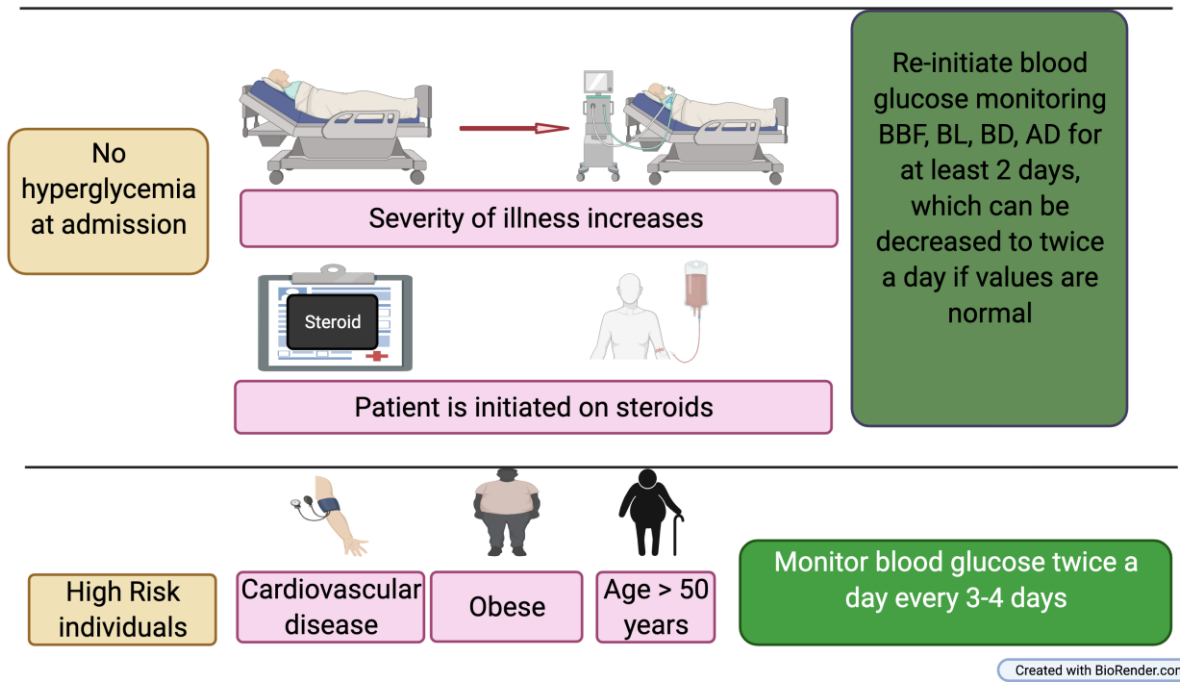 No
hyperglycemia
at admission
Severity of illness increases
Steroid
Patient is initiated on steroids
Re-initiate blood
glucose monitoring
BBF, BL, BD, AD for
at least 2 days,
which can be
decreased to twice
a day if values are
normal
High Risk
individuals
Cardiovascular
disease
Obese
Age > 50
years
Monitor blood glucose twice a
day every 3-4 days
Created with BioRender.com